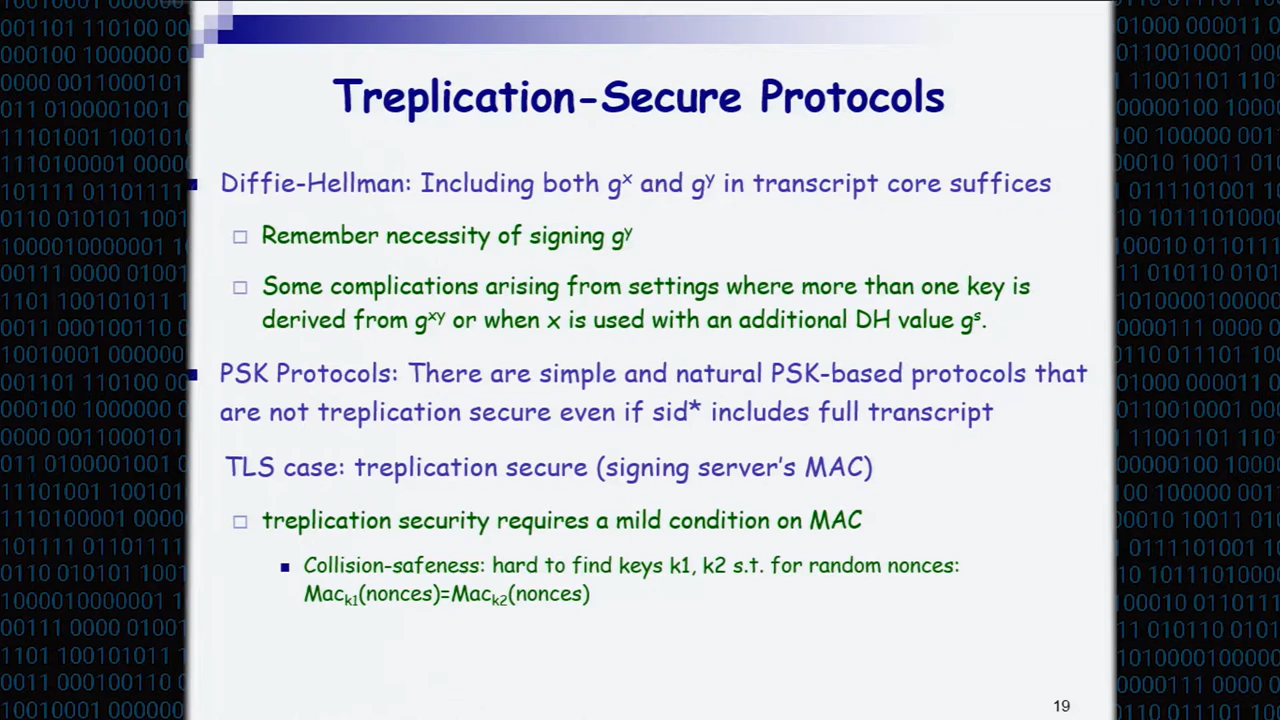 Treplication-Secure Protocols
Diffie-Hellman: Including both gˣ and gʸ in transcript core suffices
Remember necessity of signing gʸ
Some complications arising from settings where more than one key is
derived from gˣʸ or when x is used with an additional DH value gˢ.
PSK Protocols: There are simple and natural PSK-based protocols that
are not treplication secure even if sid* includes full transcript
TLS case: treplication secure (signing server's MAC)
treplication security requires a mild condition on MAC
Collision-safeness: hard to find keys k1, k2 s.t. for random nonces:
Mack1(nonces)=Mack2(nonces)
19